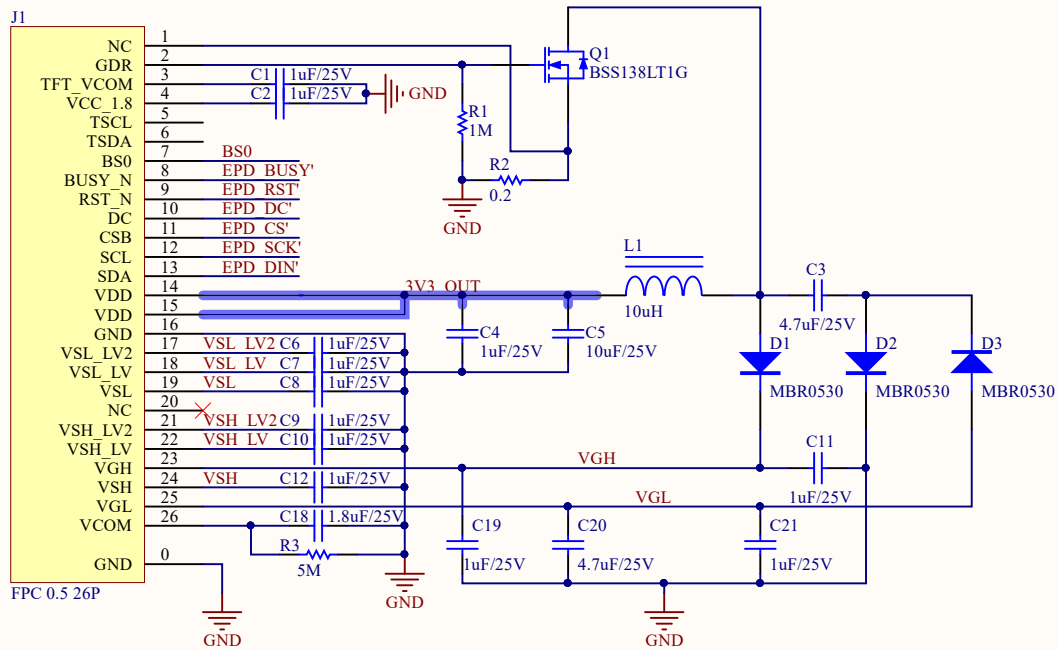 J1
NC 1
GDR 2
TFT_VCOM 3
VCC_1.8 4
TSCL 5
TSDA 6
BS0 7 BS0
BUSY_N 8 EPD_BUSY'
RST_N 9 EPD_RST'
DC 10 EPD_DC'
CSB 11 EPD_CS'
SCL 12 EPD_SCK'
SDA 13 EPD_DIN'
VDD 14 3V3_OUT
VDD 15
GND 16
VSL_LV2 17 VSL_LV2 C6 1uF/25V
VSL_LV 18 VSL_LV C7 1uF/25V
VSL 19 VSL C8 1uF/25V
NC 20
VSH_LV2 21 VSH_LV2 C9 1uF/25V
VSH_LV 22 VSH_LV C10 1uF/25V
VGH 23 VGH
VSH 24 VSH C12 1uF/25V
VGL 25 VGL
VCOM 26 C18 1.8uF/25V
R3
5M
GND 0
FPC 0.5 26P
GND
GND
C1 1uF/25V
C2 1uF/25V
GND
Q1
BSS138LT1G
R1
1M
R2
0.2
GND
L1
10uH
C3
4.7uF/25V
C4
1uF/25V
C5
10uF/25V
D1
MBR0530
D2
MBR0530
D3
MBR0530
C11
1uF/25V
C19
1uF/25V
C20
4.7uF/25V
C21
1uF/25V
GND